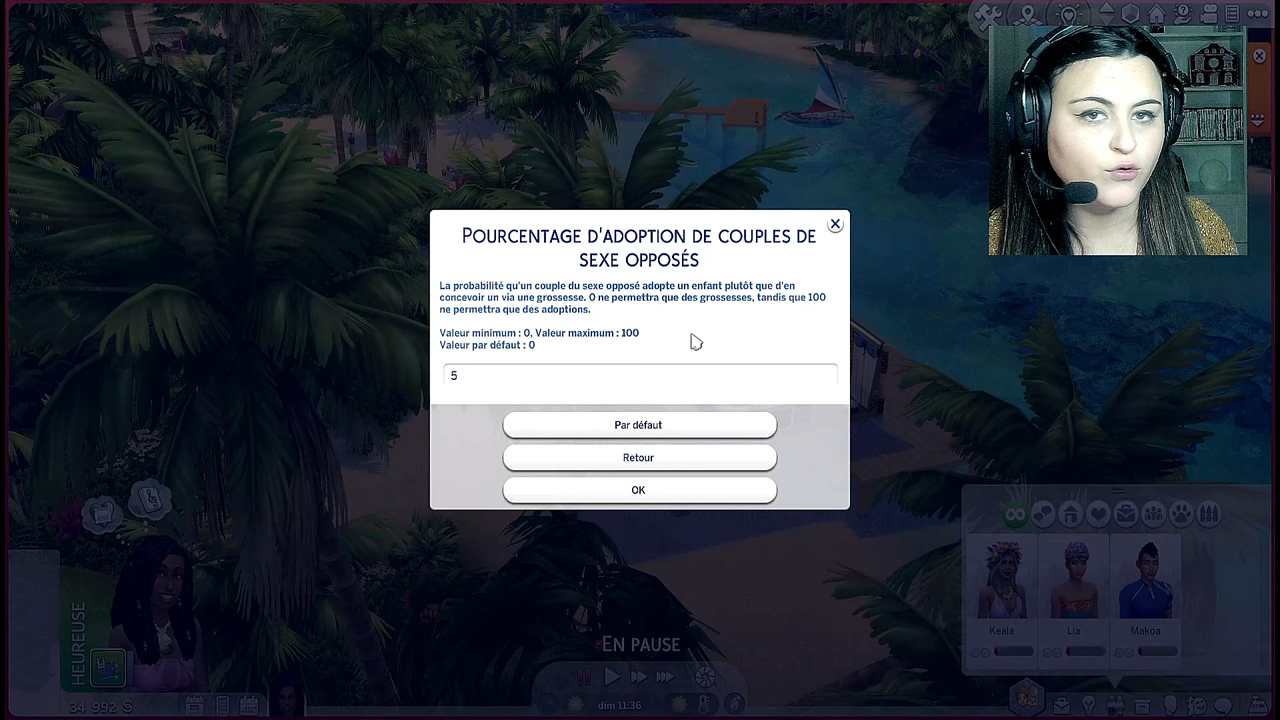 POURCENTAGE D'ADOPTION DE COUPLES DE
SEXE OPPOSÉS
La probabilité qu'un couple du sexe opposé adopte un enfant plutôt que d'en
concevoir un via une grossesse. 0 ne permettra que des grossesses, tandis que 100
ne permettra que des adoptions.
Valeur minimum : 0, Valeur maximum : 100
Valeur par défaut : 0
5
Par défaut
Retour
OK
HEUREUSE
EN PAUSE
Keala
Lia
Makoa
34 992 §
dim 11:36